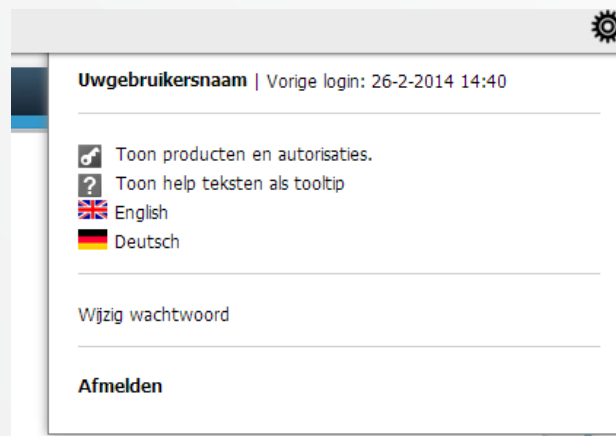 Uwgebruikersnaam | Vorige login: 26-2-2014 14:40
Toon producten en autorisaties.
? Toon help teksten als tooltip
English
Deutsch
Wijzig wachtwoord
Afmelden